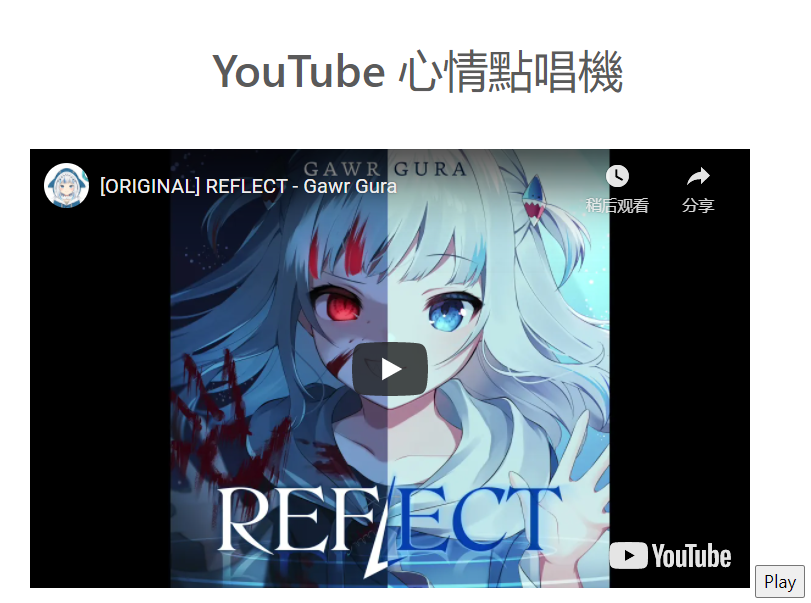 YouTube 心情點唱機
GAWR GURA
[ORIGINAL] REFLECT - Gawr Gura
稍后观看
分享
REFLECT
YouTube
Play